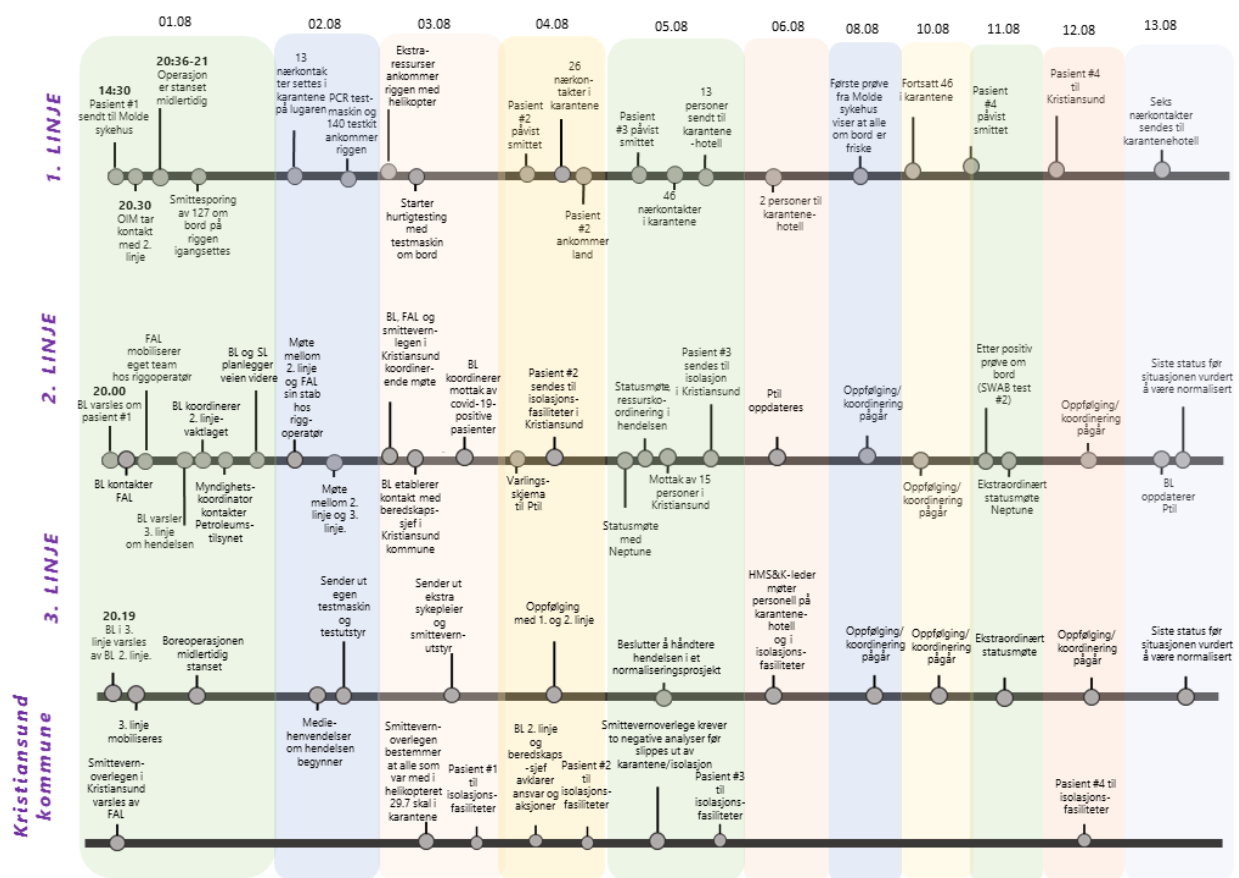 01.08
02.08
03.08
04.08
05.08
06.08
08.08
10.08
11.08
12.08
13.08
1. LINJE
14:30
Pasient #1
sendt til Molde
sykehus
20.30
OIM tar
kontakt
med 2.
linje
20:36-21
Operasjon
er stanset
midlertidig
Smittesporing
av 127 om
bord på
riggen
igangsettes
13
nærkontak
ter settes i
karantene
på lugaren
PCR test-
maskin og
140 testkit
ankommer
riggen
Ekstra-
ressurser
ankommer
riggen med
helikopter
Starter
hurtigtesting
med
testmaskin
om bord
Pasient
#2
påvist
smittet
26
nærkon-
takter i
karantene
Pasient
#2
ankommer
land
Pasient
#3 påvist
smittet
46
nærkontakter
i karantene
13
personer
sendt til
karantene
-hotell
2 personer til
karantene-
hotell
Første prøve
fra Molde
sykehus
viser at alle
om bord er
friske
Fortsatt 46
i karantene
Pasient
#4
påvist
smittet
Pasient #4
til
Kristiansund
Seks
nærkontakter
sendes til
karantenehotell
2. LINJE
20.00
BL varsles om
pasient #1
BL kontakter
FAL
FAL
mobiliserer
eget team
hos riggoperatør
BL varsler
3. linje
om hendelsen
BL koordinerer
2. linje-
vaktlaget
Myndighets-
koordinator
kontakter
Petroleums-
tilsynet
BL og SL
planlegger
veien videre
Møte
mellom
2. linje
og FAL
sin stab
hos
rigg-
operatør
Møte
mellom 2.
linje og 3.
linje.
BL, FAL og
smittevern-
legen i
Kristiansund
koordiner-
ende møte
BL etablerer
kontakt med
beredskaps-
sjef i
Kristiansund
kommune
BL
koordinerer
mottak av
covid-19-
positive
pasienter
Varlings-
skjema
til Ptil
Pasient #2
sendes til
isolasjons-
fasiliteter i
Kristiansund
Statusmøte
med
Neptune
Statusmøte,
ressursko-
ordinering i
hendelsen
Mottak av 15
personer i
Kristiansund
Pasient #3
sendes til
isolasjon
i Kristiansund
Ptil
oppdateres
Oppfølging/
koordinering
pågår
Oppfølging/
koordinering
pågår
Etter positiv
prøve om
bord
(SWAB test
#2)
Ekstraordinært
statusmøte
Neptune
Oppfølging/
koordinering
pågår
BL
oppdaterer
Ptil
Siste status før
situasjonen vurdert
å være normalisert
3. LINJE
20.19
BL i 3.
linje varsles
av BL 2. linje.
3. linje
mobiliseres
Boreoperasjonen
midlertidig
stanset
Medie-
henvendelser
om hendelsen
begynner
Sender ut
egen
testmaskin
og
testutstyr
Sender ut
ekstra
sykepleier
og
smittevern-
utstyr
Oppfølging
med 1. og 2. linje
Beslutter å håndtere
hendelsen i et
normaliseringsprosjekt
HMS&K-leder
møter
personell på
karantene-
hotell
og i
isolasjons-
fasiliteter
Oppfølging/
koordinering
pågår
Oppfølging/
koordinering
pågår
Ekstraordinært
statusmøte
Oppfølging/
koordinering
pågår
Siste status før
situasjonen vurdert
å være normalisert
Kristiansund
kommune
Smittevern-
overlegen i
Kristiansund
varsles av
FAL
Smittevern
overlegen
bestemmer
at alle som
var med i
helikopteret
29.7 skal i
karantene
Pasient #1
til
isolasjons-
fasiliteter
BL 2. linje
og
beredskaps
-sjef
avklarer
ansvar og
aksjoner
Pasient #2
til
isolasjons-
fasiliteter
Smittevernoverlege krever
to negative analyser før
slippes ut av
karantene/isolasjon
Pasient #3
til
isolasjons-
fasiliteter
Pasient #4 til
isolasjons-
fasiliteter